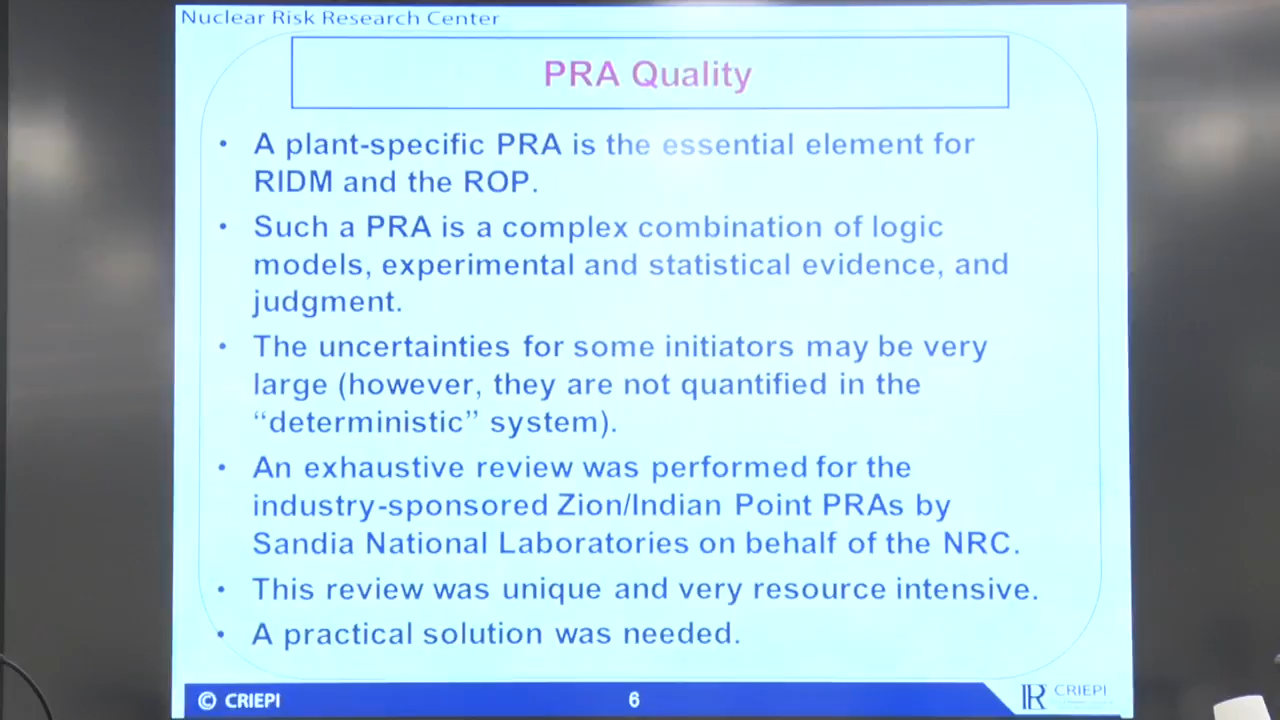 Nuclear Risk Research Center
PRA Quality
• A plant-specific PRA is the essential element for
RIDM and the ROP.
• Such a PRA is a complex combination of logic
models, experimental and statistical evidence, and
judgment.
• The uncertainties for some initiators may be very
large (however, they are not quantified in the
“deterministic” system).
• An exhaustive review was performed for the
industry-sponsored Zion/Indian Point PRAs by
Sandia National Laboratories on behalf of the NRC.
• This review was unique and very resource intensive.
• A practical solution was needed.
© CRIEPI
6
CRIEPI